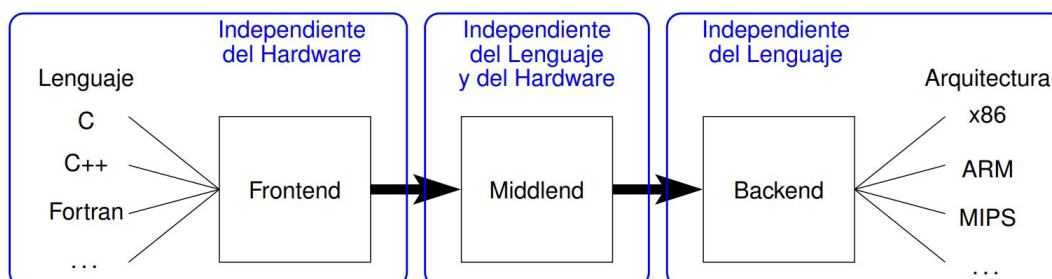 Independiente
del Hardware
Independiente
del Lenguaje
y del Hardware
Independiente
del Lenguaje
Lenguaje
C
C++
Fortran
...
Frontend
Middlend
Backend
Arquitectura
x86
ARM
MIPS
...